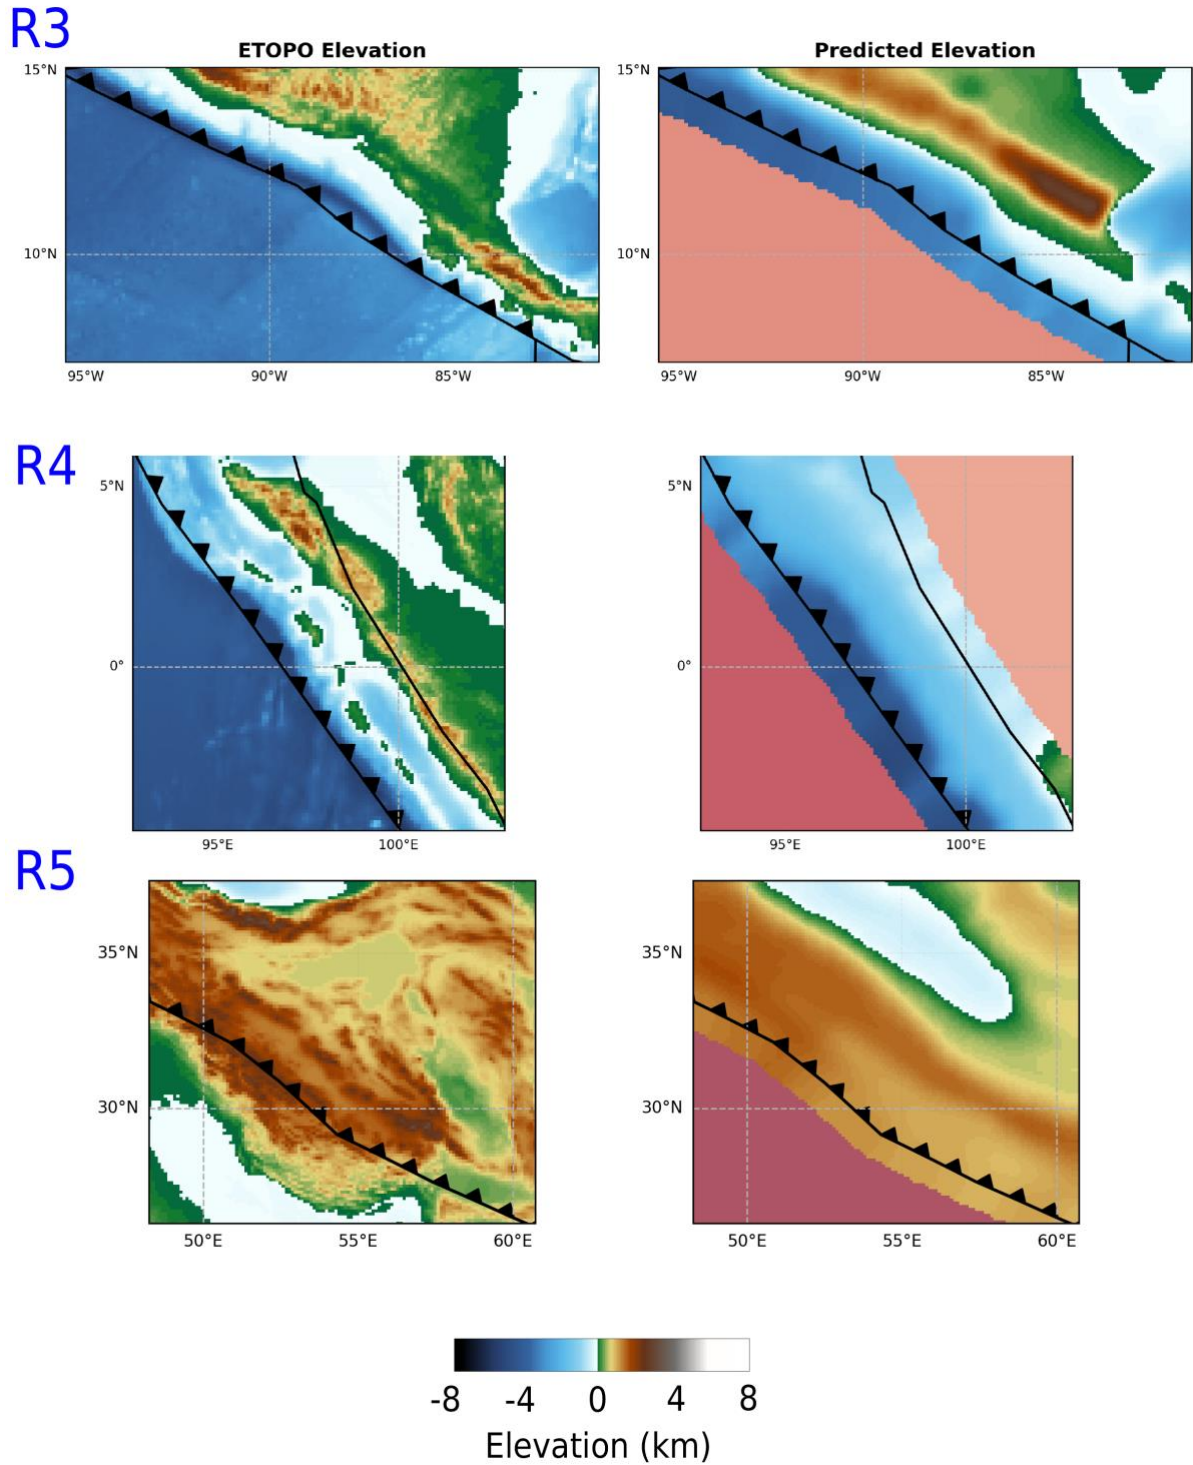 R3
ETOPO Elevation Predicted Elevation
15°N 15°N
10°N 10°N
95°W 90°W 85°W 95°W 90°W 85°W
R4
5°N 5°N
0° 0°
95°E 100°E 95°E 100°E
R5
35°N 35°N
30°N 30°N
50°E 55°E 60°E 50°E 55°E 60°E
-8 -4 0 4 8
Elevation (km)